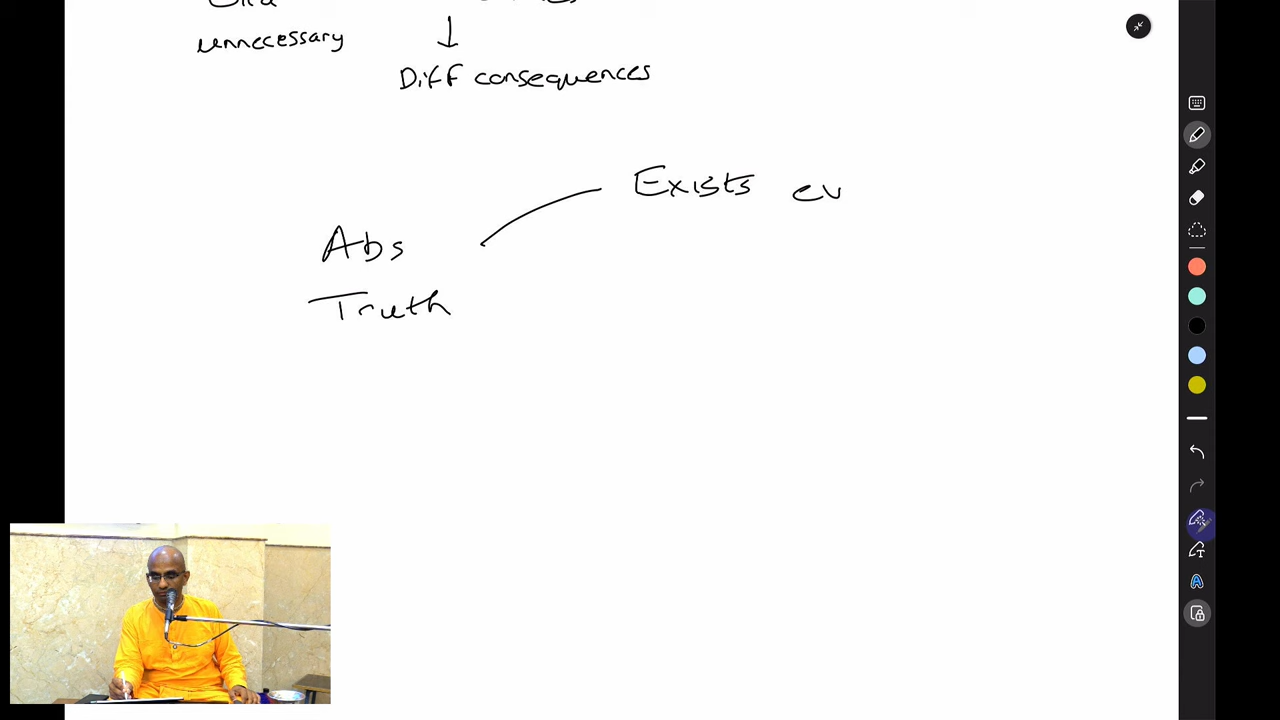 unnecessary
Diff consequences
Exists ev
Abs
Truth